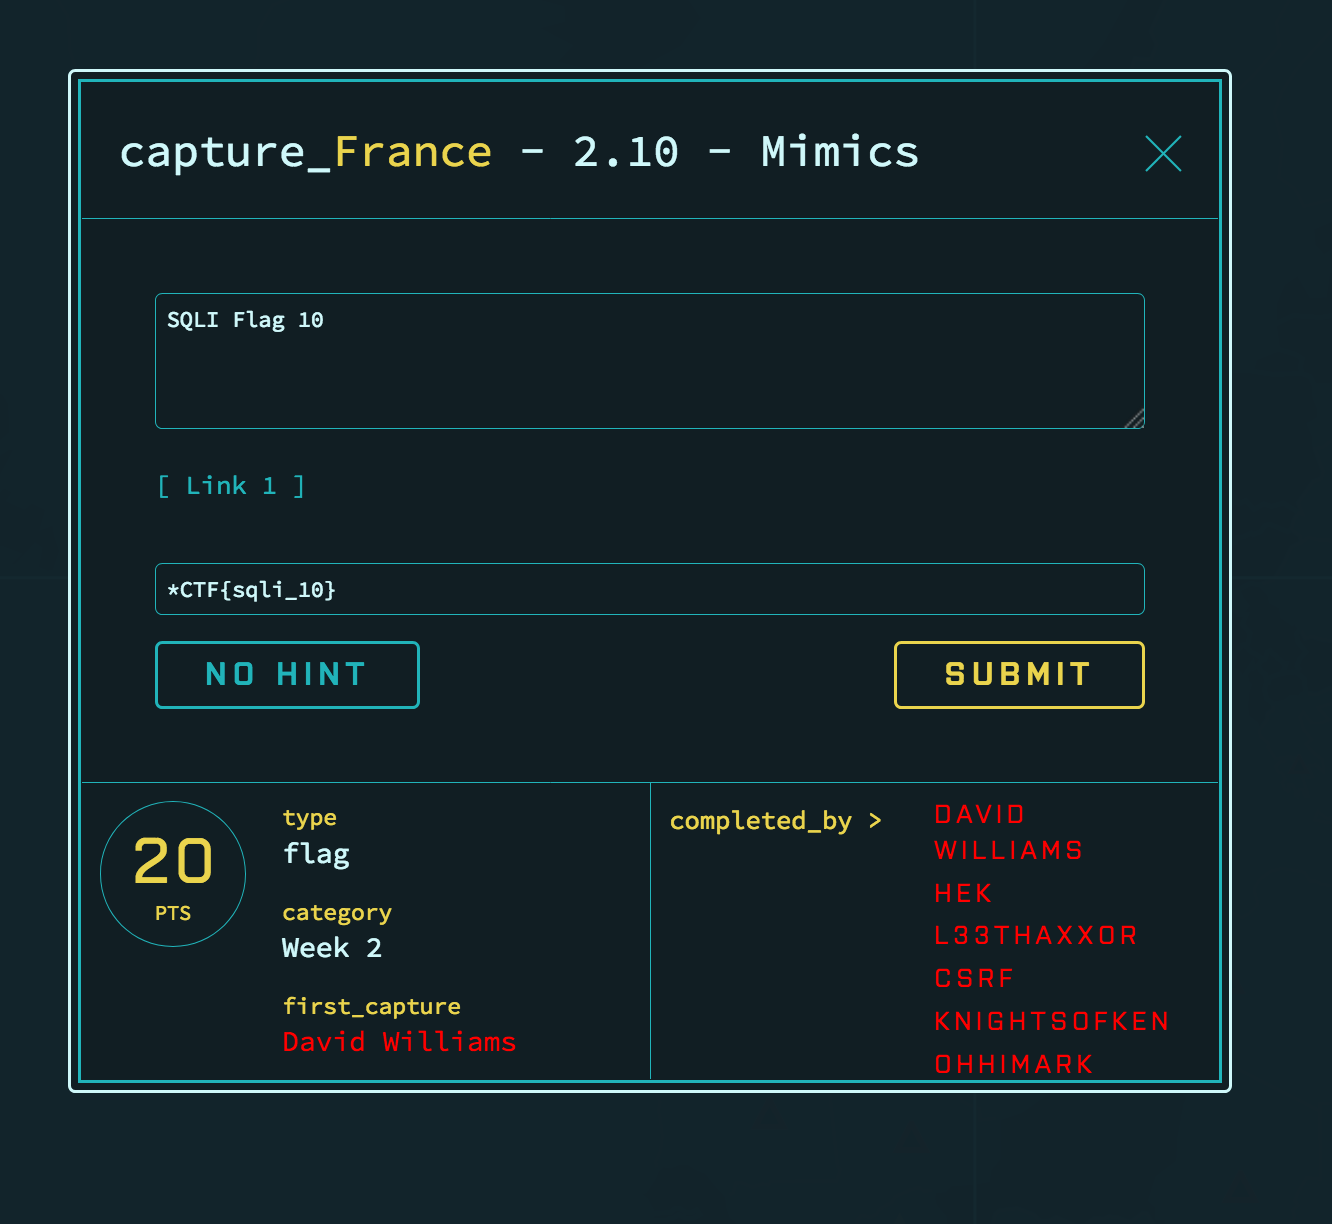 capture_France - 2.10 - Mimics
SQLI Flag 10
[ Link 1 ]
*CTF{sqli_10}
NO HINT
SUBMIT
20
PTS
type
flag
category
Week 2
first_capture
David Williams
completed_by >
DAVID
WILLIAMS
HEK
L33THAXXOR
CSRF
KNIGHTSOFKEN
OHHIMARK